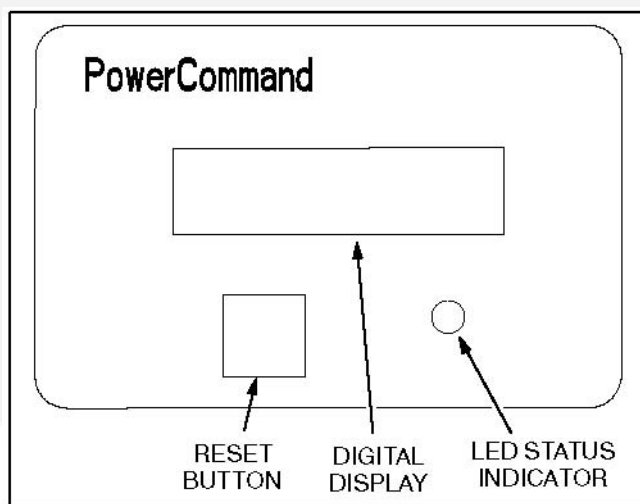 PowerCommand
RESET
BUTTON
DIGITAL
DISPLAY
LED STATUS
INDICATOR